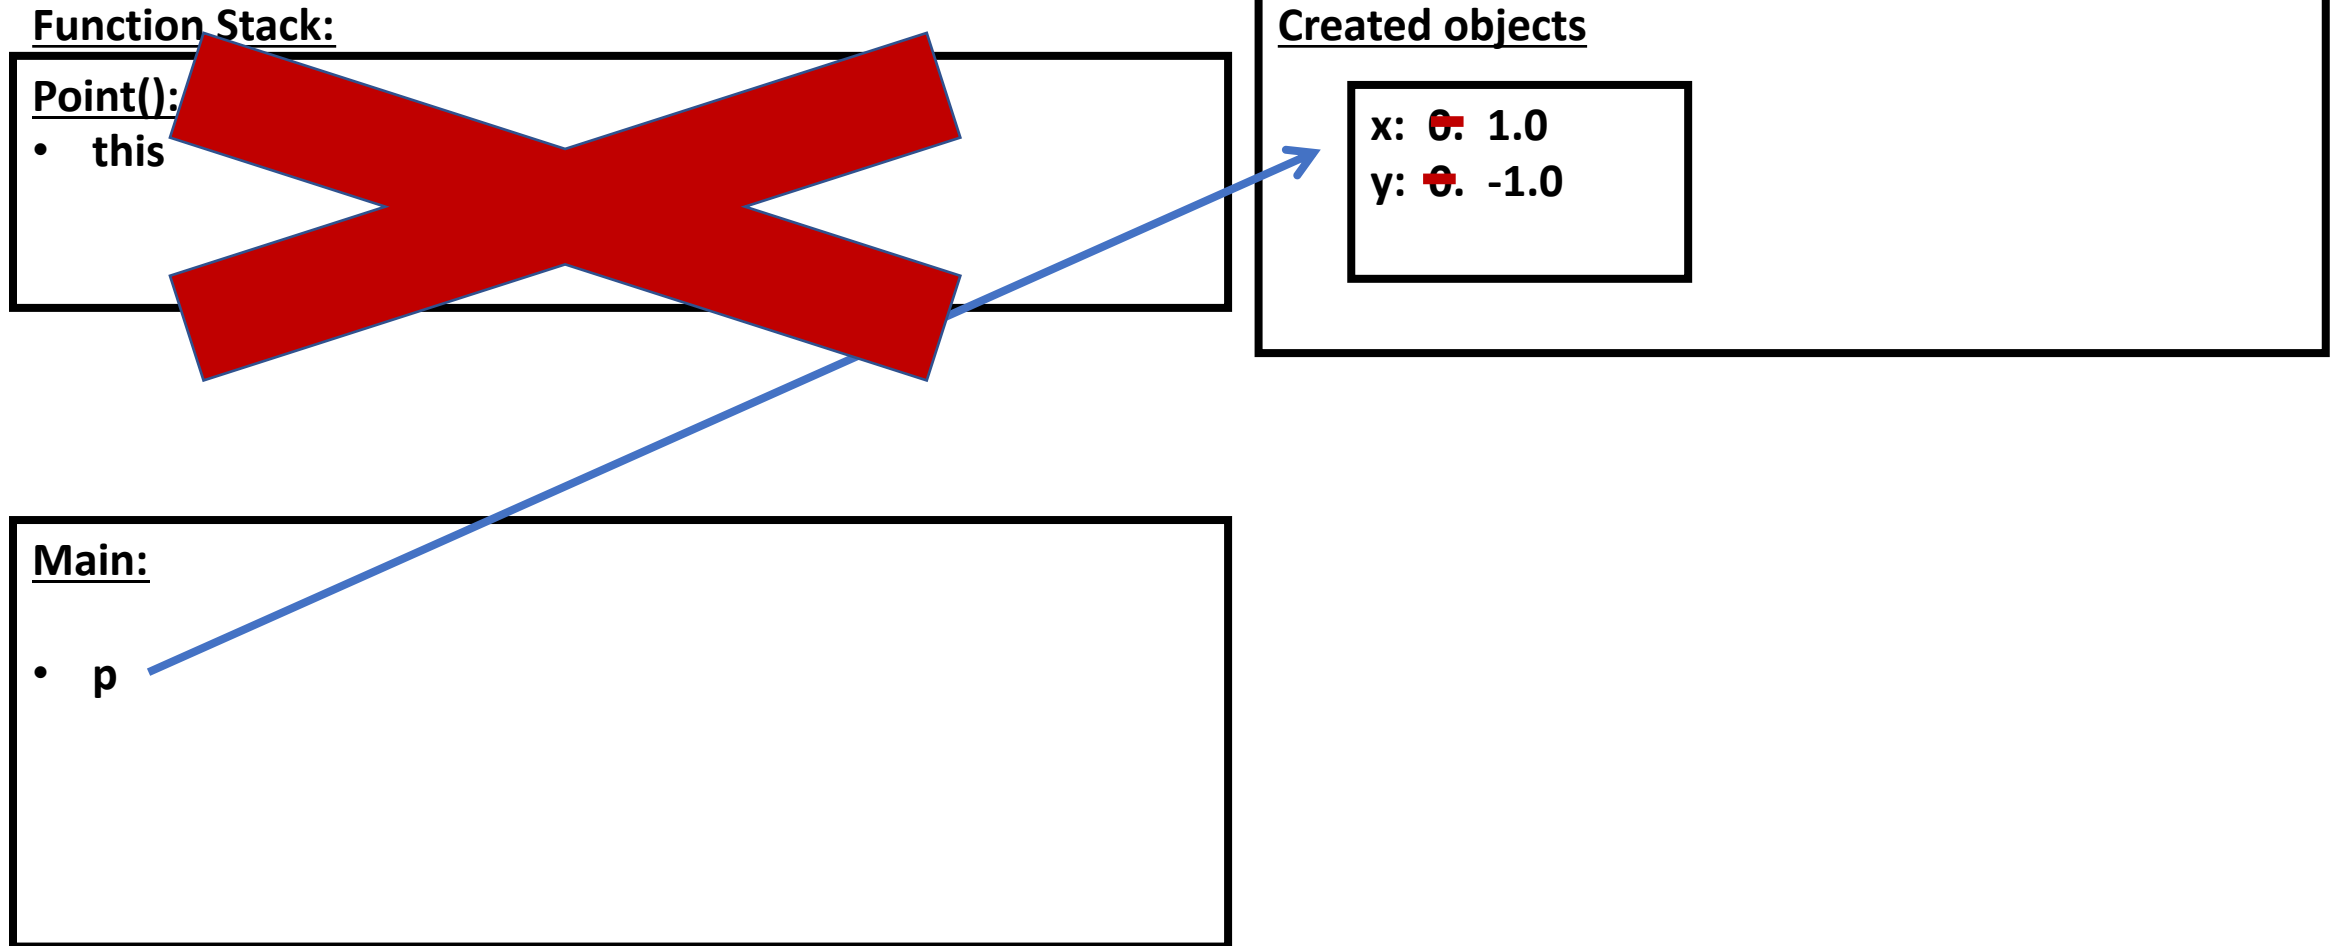 Function Stack:
Point():
• this
Main:
• p
Created objects
x: 0. 1.0
y: 0. -1.0